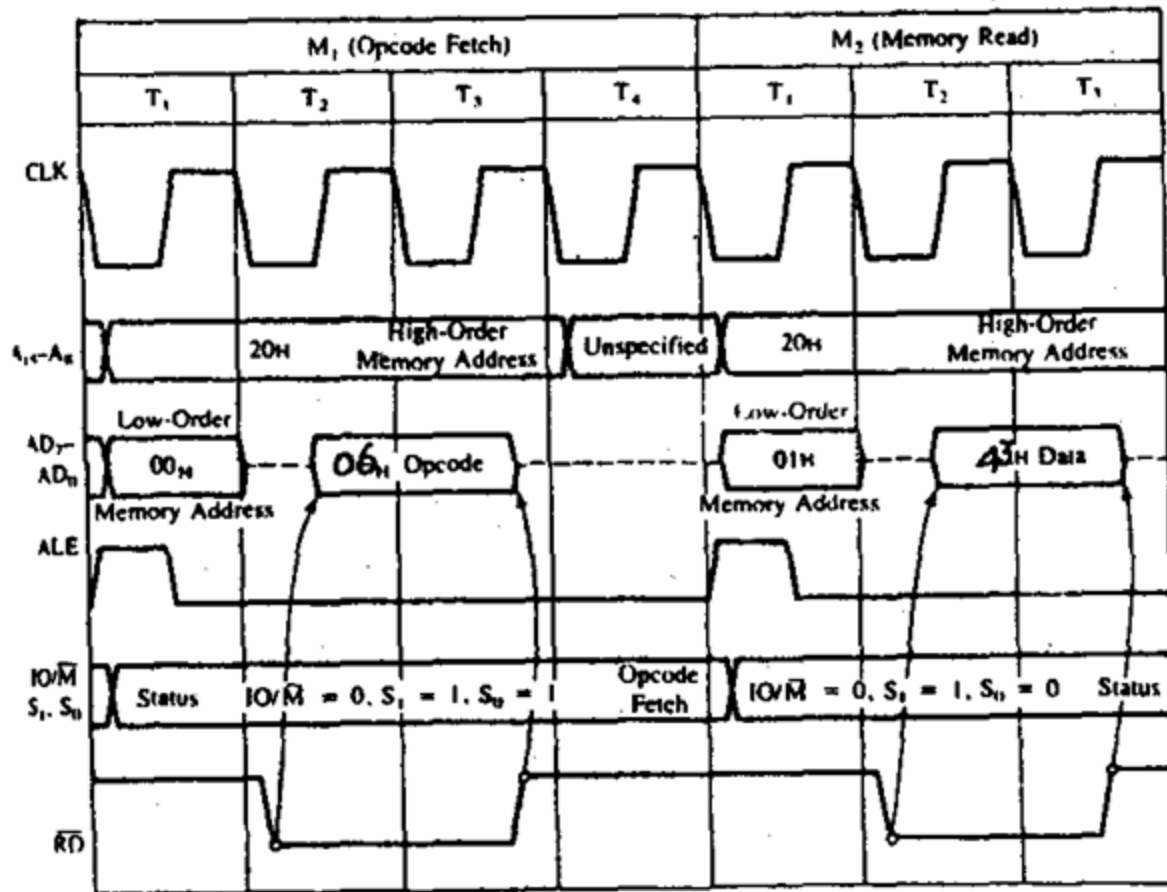 M₁ (Opcode Fetch) M₂ (Memory Read)
T₁ T₂ T₃ T₄ T₁ T₂ T₃
CLK
High-Order High-Order
20H Memory Address Unspecified 20H Memory Address
Low-Order Low-Order
00H 06H Opcode 01H 43H Data
Memory Address Memory Address
ALE
IO/M̅ Status IO/M̅ = 0, S₁ = 1, S₀ = 1 Opcode IO/M̅ = 0, S₁ = 1, S₀ = 0 Status
S₁, S₀ Fetch
R̅D̅